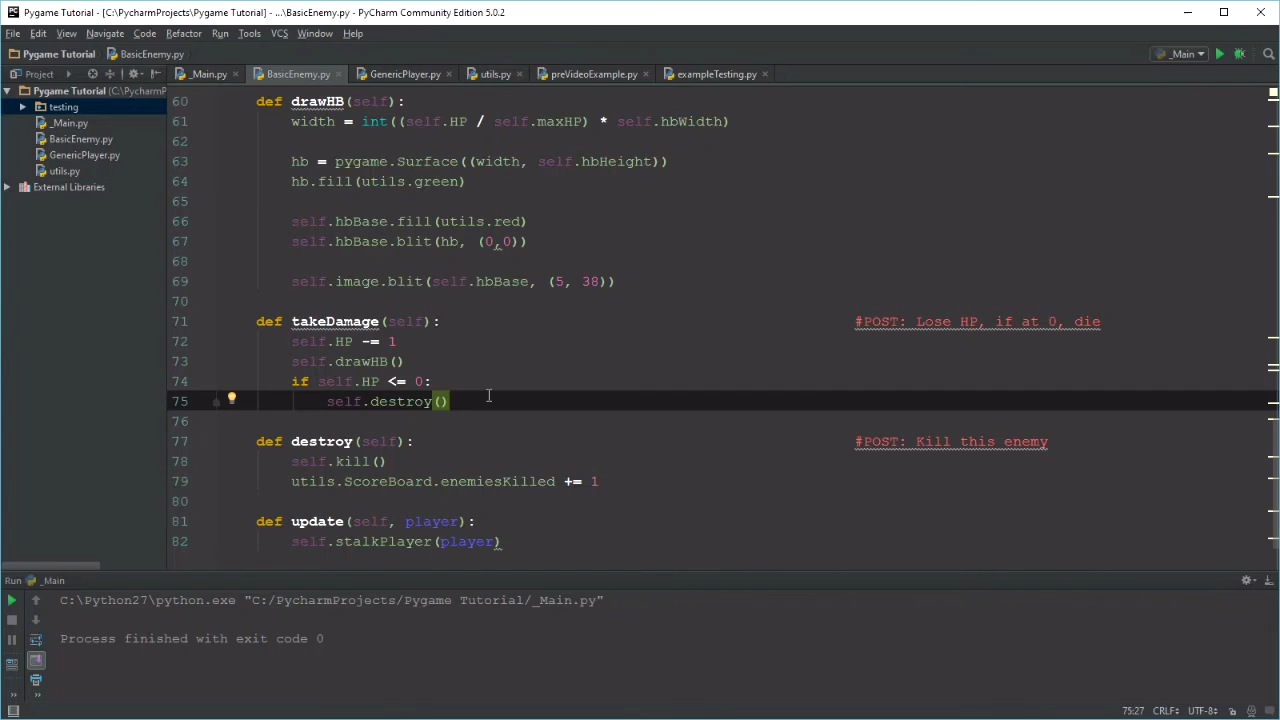 Pygame Tutorial - [C:\PycharmProjects\Pygame Tutorial] - ...\BasicEnemy.py - PyCharm Community Edition 5.0.2
File Edit View Navigate Code Refactor Run Tools VCS Window Help
Pygame Tutorial BasicEnemy.py _Main
Project _Main.py BasicEnemy.py GenericPlayer.py utils.py preVideoExample.py exampleTesting.py
Pygame Tutorial (C:\PycharmP
testing
_Main.py
BasicEnemy.py
GenericPlayer.py
utils.py
External Libraries
60 def drawHB(self):
61 width = int((self.HP / self.maxHP) * self.hbWidth)
62
63 hb = pygame.Surface((width, self.hbHeight))
64 hb.fill(utils.green)
65
66 self.hbBase.fill(utils.red)
67 self.hbBase.blit(hb, (0,0))
68
69 self.image.blit(self.hbBase, (5, 38))
70
71 def takeDamage(self): #POST: Lose HP, if at 0, die
72 self.HP -= 1
73 self.drawHB()
74 if self.HP <= 0:
75 self.destroy()
76
77 def destroy(self): #POST: Kill this enemy
78 self.kill()
79 utils.ScoreBoard.enemiesKilled += 1
80
81 def update(self, player):
82 self.stalkPlayer(player)
Run _Main
C:\Python27\python.exe "C:/PycharmProjects/Pygame Tutorial/_Main.py"
Process finished with exit code 0
75:27 CRLF UTF-8